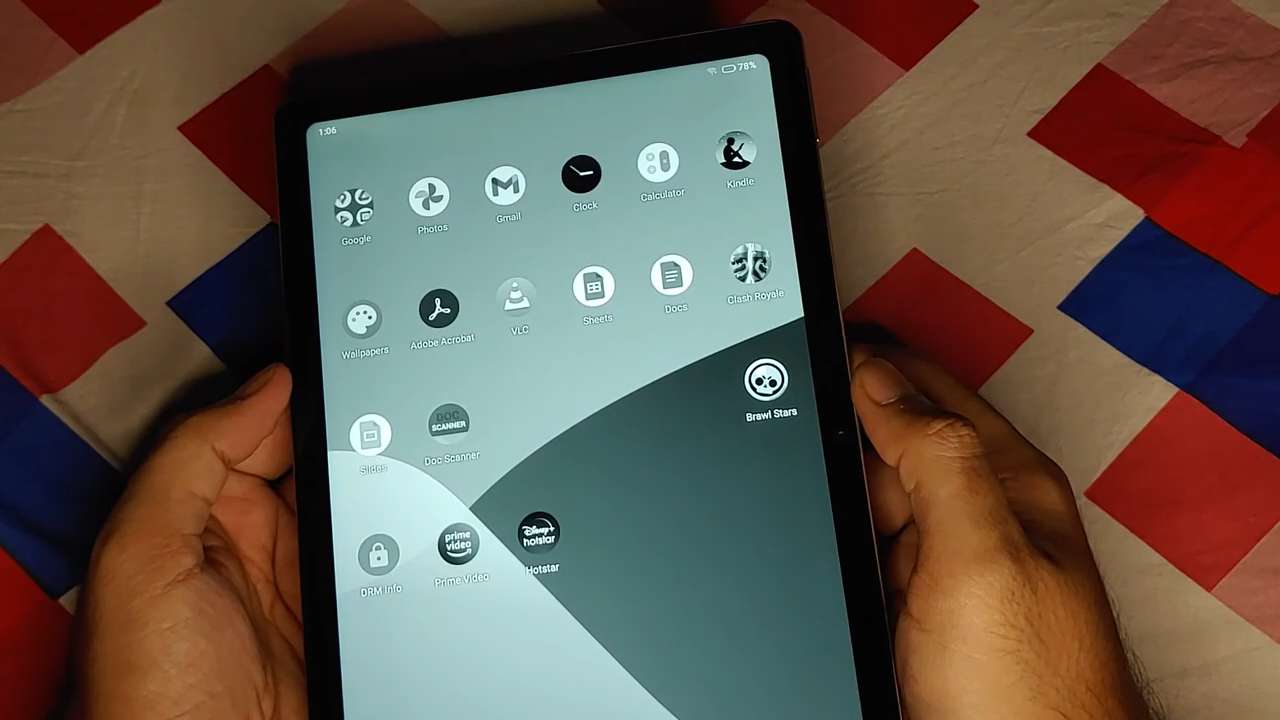 1:06
78%
Google
Photos
Gmail
Clock
Calculator
Kindle
Wallpapers
Adobe Acrobat
VLC
Sheets
Docs
Clash Royale
Slides
DOC
SCANNER
Doc Scanner
Brawl Stars
DRM Info
prime
video
Prime Video
Disney+
hotstar
Hotstar